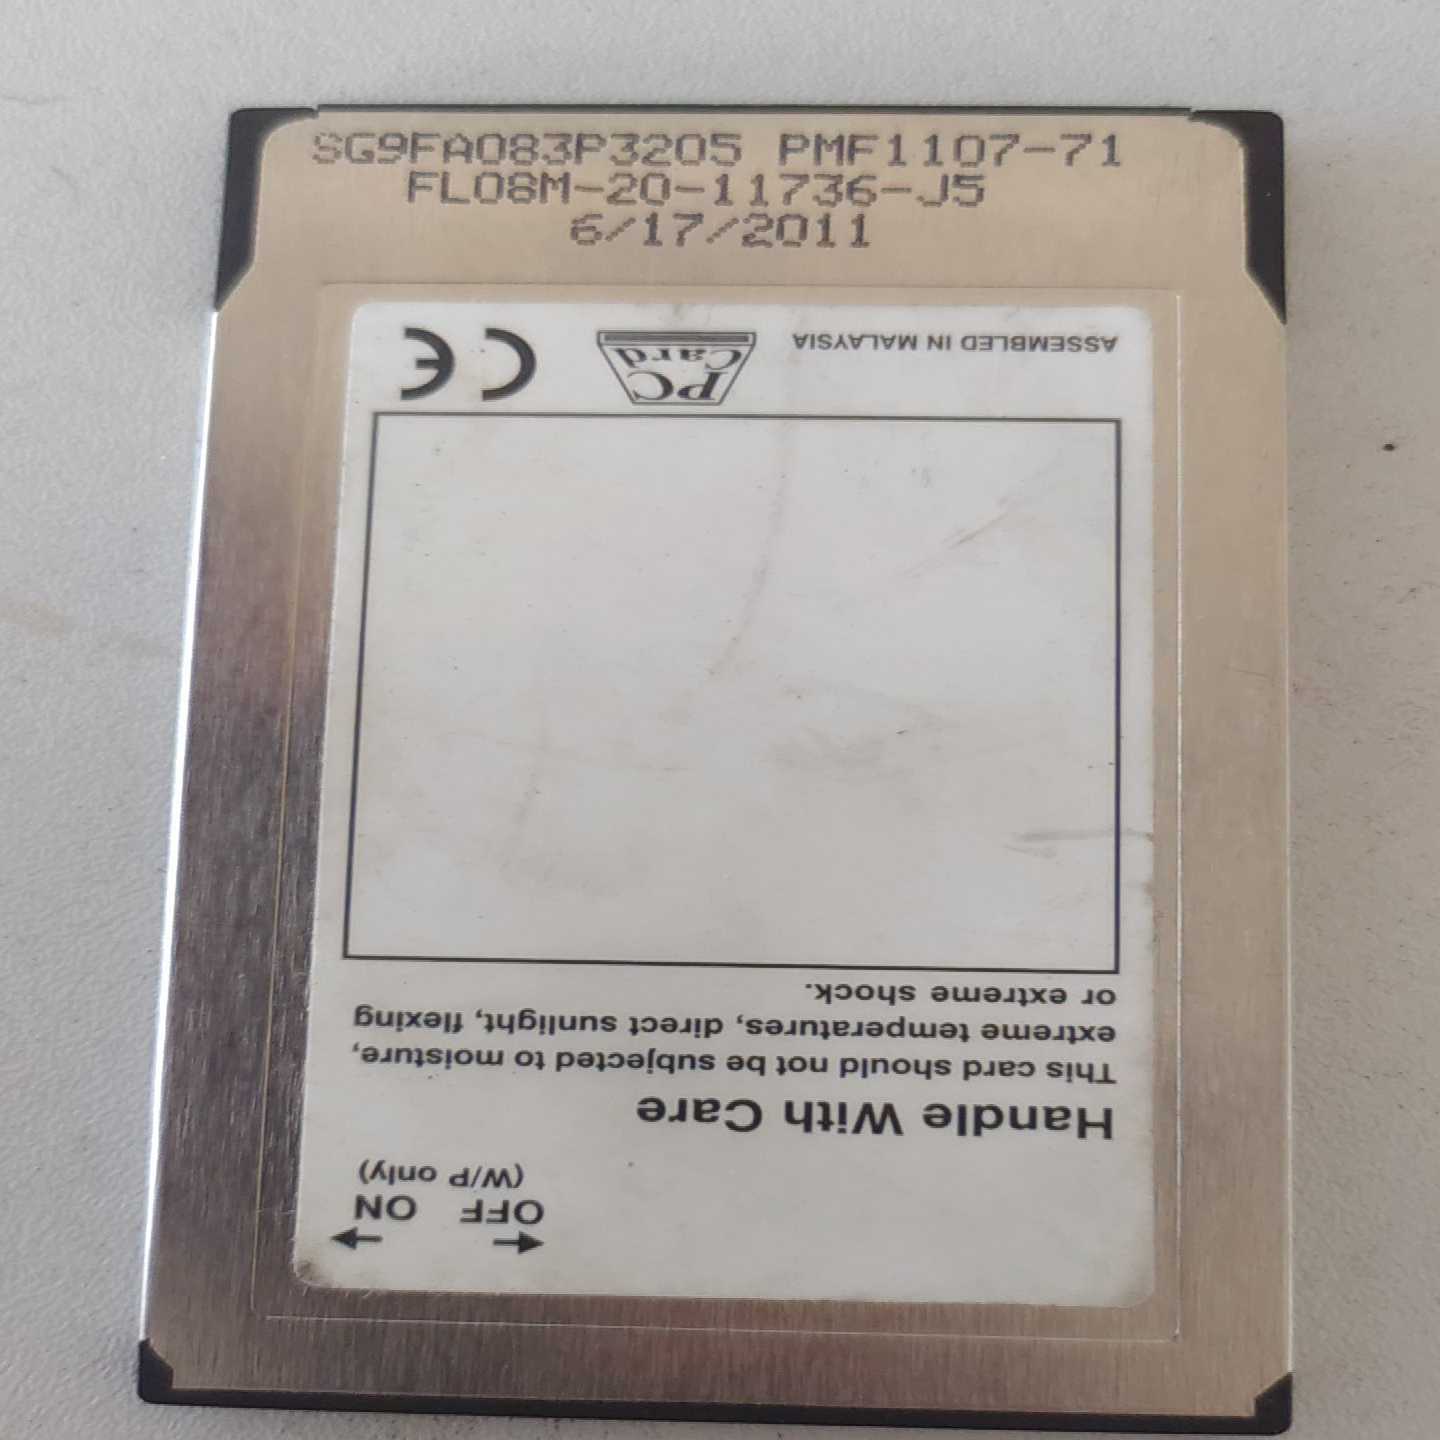 SG9FA083P3205 PMF1107-71
FL08M-20-11736-J5
6/17/2011
OFF ON
(W/P only)
Handle With Care
This card should not be subjected to moisture,
extreme temperatures, direct sunlight, flexing
or extreme shock.
ASSEMBLED IN MALAYSIA
PC
Card
CE